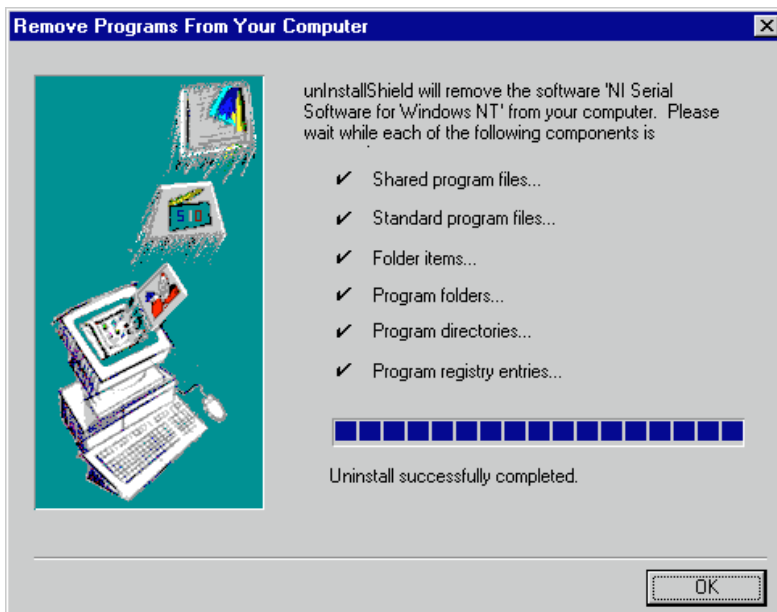 Remove Programs From Your Computer
unInstallShield will remove the software 'NI Serial
Software for Windows NT' from your computer.  Please
wait while each of the following components is
Shared program files...
Standard program files...
Folder items...
Program folders...
Program directories...
Program registry entries...
Uninstall successfully completed.
OK